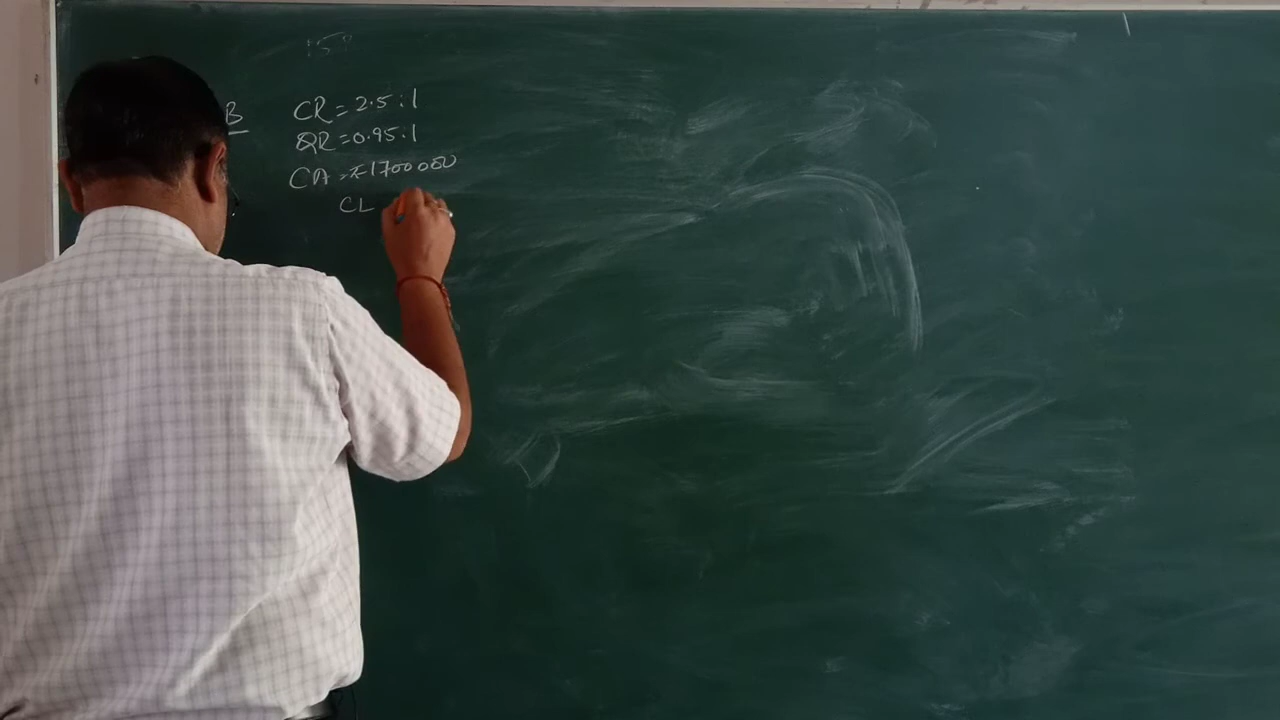 B
CR = 2.5:1
QR = 0.95.1
CA = ₹1700000
CL